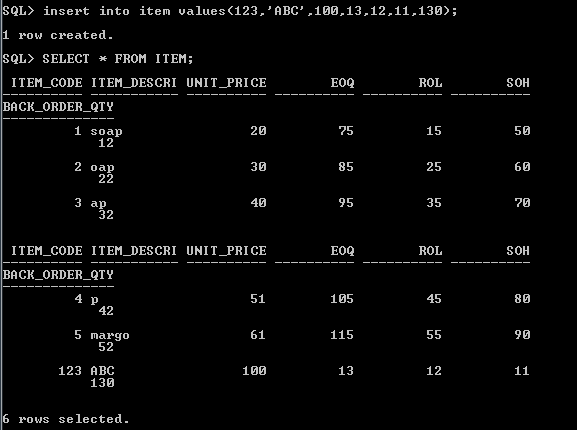 SQL> insert into item values(123,'ABC',100,13,12,11,130);
1 row created.
SQL> SELECT * FROM ITEM;
ITEM_CODE ITEM_DESCRI UNIT_PRICE EOQ ROL SOH
BACK_ORDER_QTY
1 soap 20 75 15 50
12
2 oap 30 85 25 60
22
3 ap 40 95 35 70
32
ITEM_CODE ITEM_DESCRI UNIT_PRICE EOQ ROL SOH
BACK_ORDER_QTY
4 p 51 105 45 80
42
5 margo 61 115 55 90
52
123 ABC 100 13 12 11
130
6 rows selected.